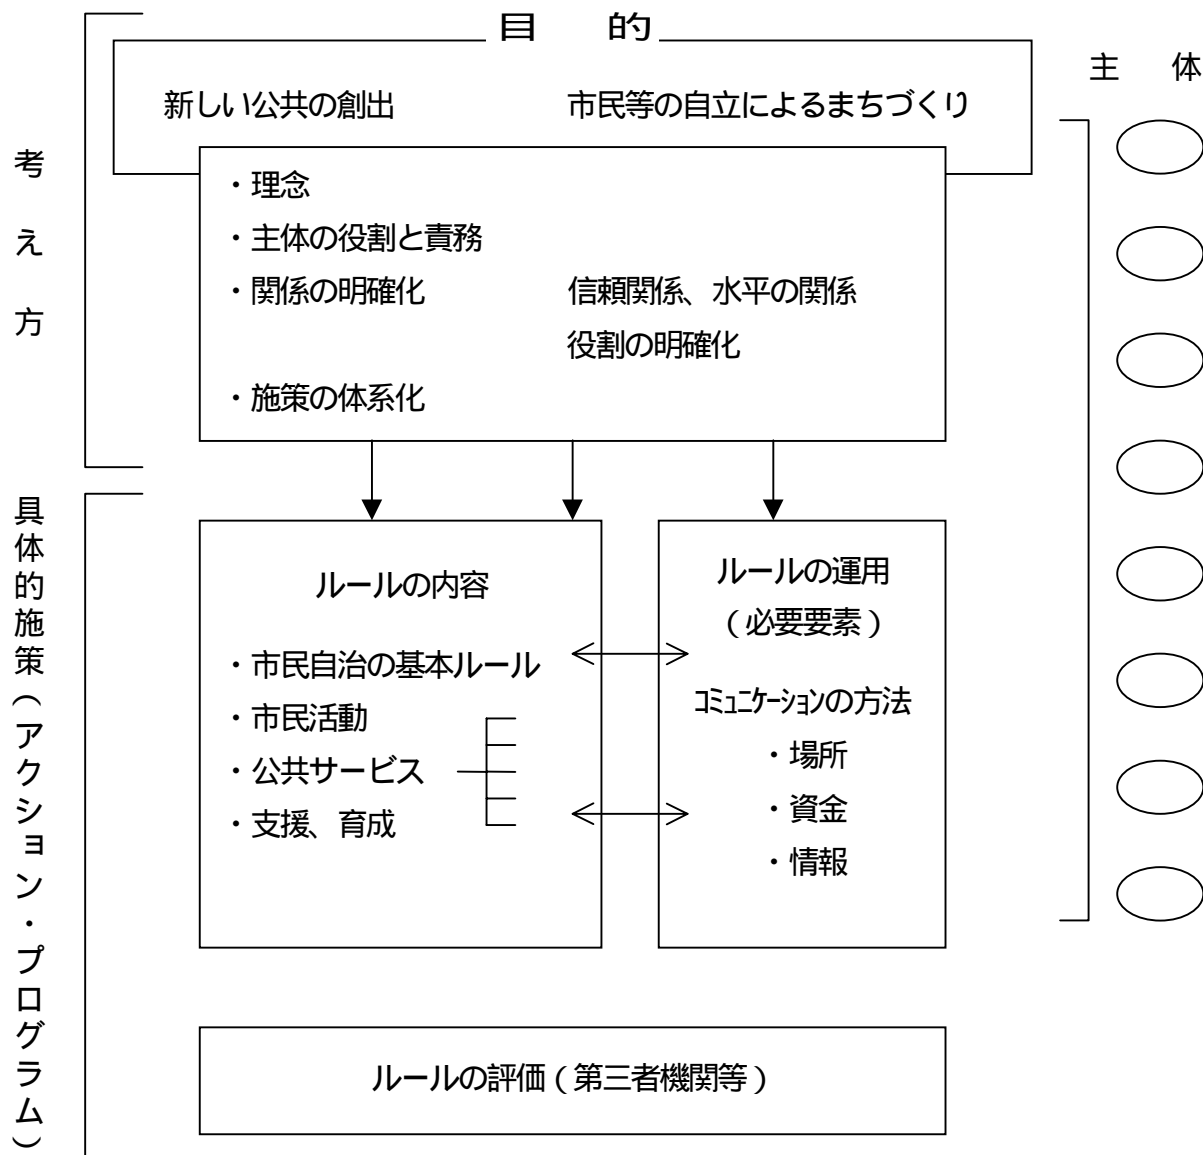 目 的
主 体
新しい公共の創出 市民等の自立によるまちづくり
考え方
・理念
・主体の役割と責務
・関係の明確化 信頼関係、水平の関係
役割の明確化
・施策の体系化
具体的施策(アクション・プログラム)
ルールの内容
・市民自治の基本ルール
・市民活動
・公共サービス
・支援、育成
ルールの運用
(必要要素)
コミュニケーションの方法
・場所
・資金
・情報
ルールの評価(第三者機関等)